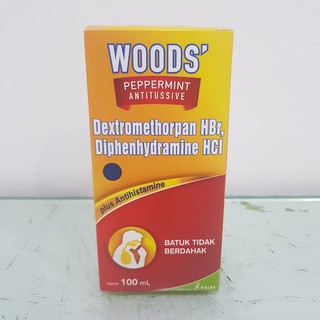 WOODS'
PEPPERMINT
ANTITUSSIVE
Dextromethorpan HBr,
Diphenhydramine HCl
plus Antihistamine
BATUK TIDAK
BERDAHAK
100 mL